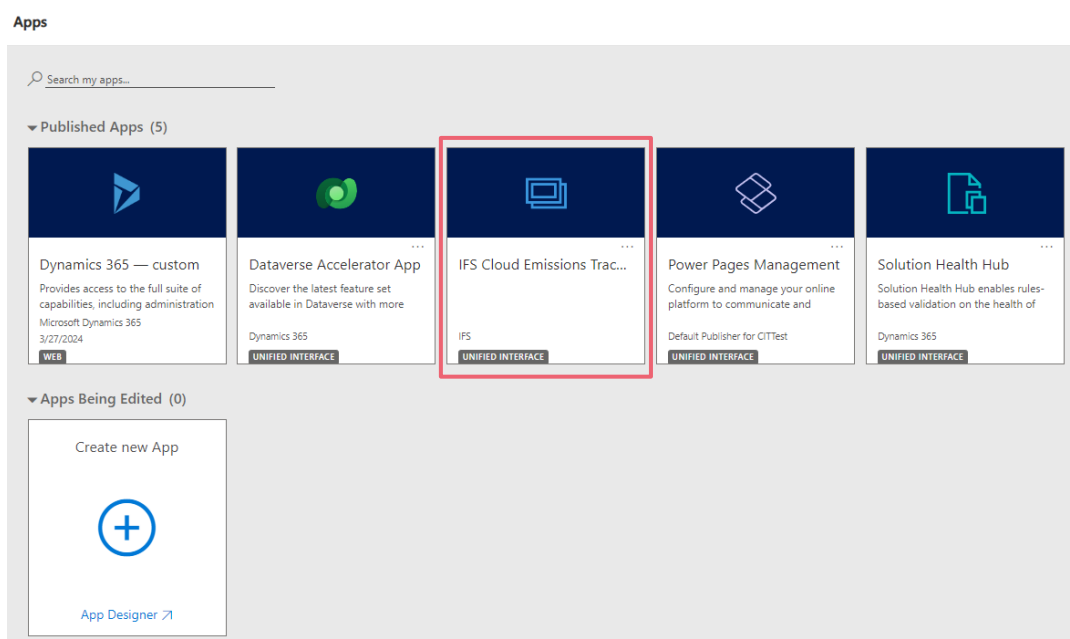 Apps
Search my apps...
Published Apps (5)
Dynamics 365 — custom
Provides access to the full suite of
capabilities, including administration
Microsoft Dynamics 365
3/27/2024
WEB
...
Dataverse Accelerator App
Discover the latest feature set
available in Dataverse with more
Dynamics 365
UNIFIED INTERFACE
...
IFS Cloud Emissions Trac...
IFS
UNIFIED INTERFACE
...
Power Pages Management
Configure and manage your online
platform to communicate and
Default Publisher for CITTest
UNIFIED INTERFACE
...
Solution Health Hub
Solution Health Hub enables rules-
based validation on the health of
Dynamics 365
UNIFIED INTERFACE
Apps Being Edited (0)
Create new App
App Designer